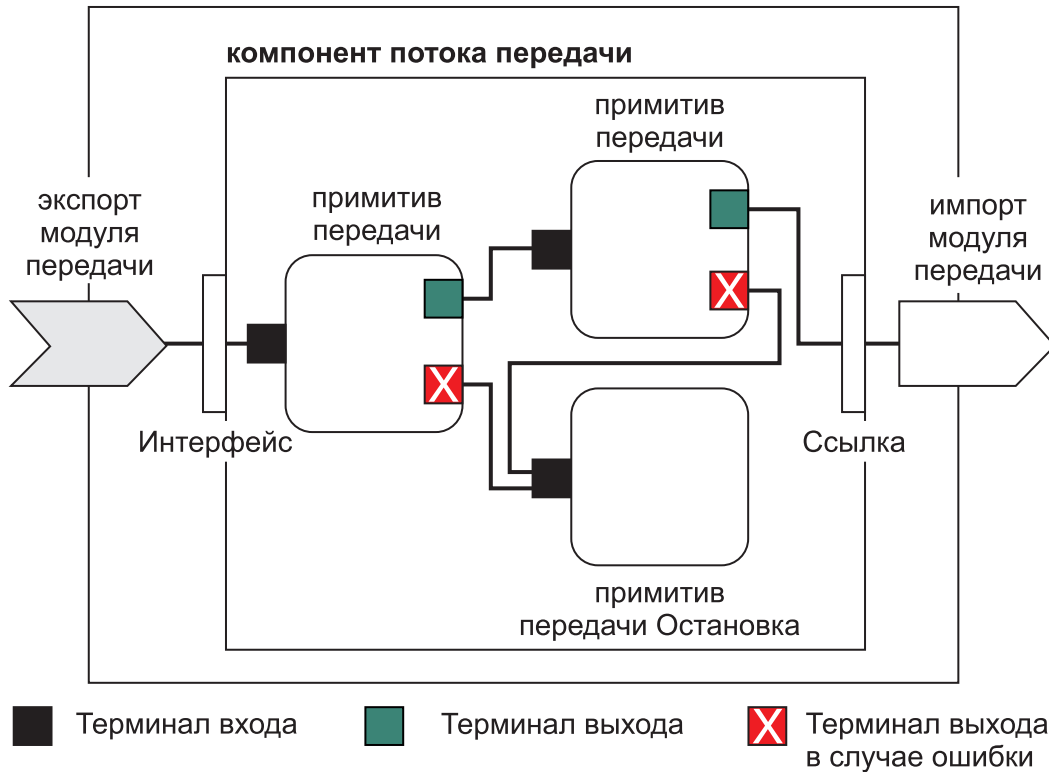 компонент потока передачи
примитив
передачи
экспорт
модуля
передачи
примитив
передачи
импорт
модуля
передачи
Интерфейс
Ссылка
примитив
передачи Остановка
X
X
Терминал входа
Терминал выхода
X
Терминал выхода
в случае ошибки